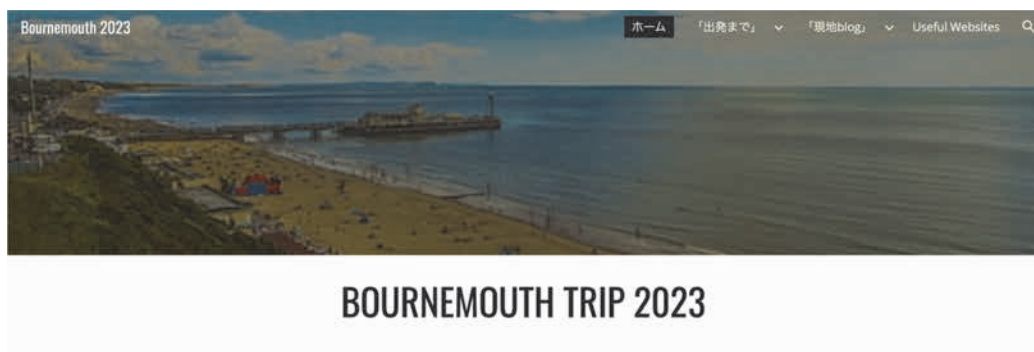 Bournemouth 2023
ホーム 「出発まで」 「現地blog」 Useful Websites
BOURNEMOUTH TRIP 2023